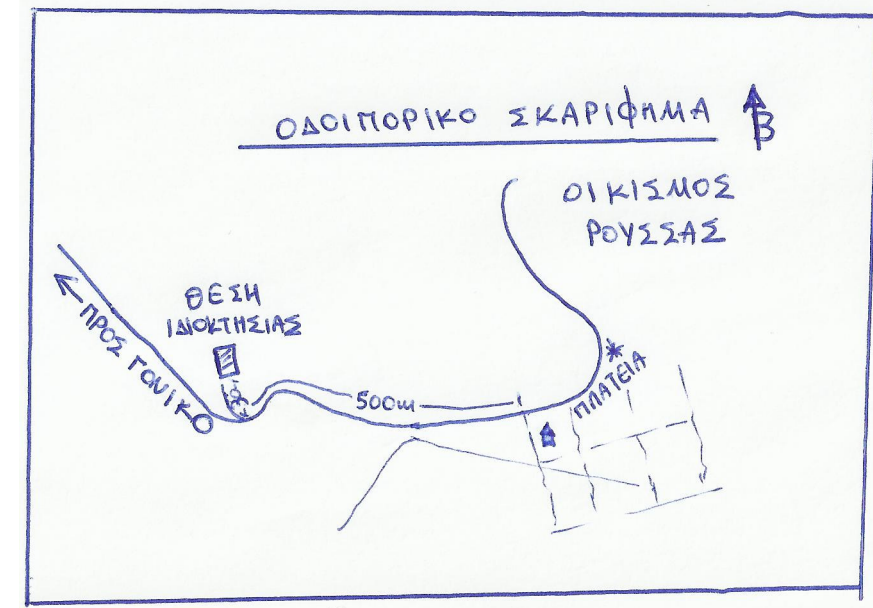 ΟΔΟΙΠΟΡΙΚΟ ΣΚΑΡΙΦΗΜΑ
Β
ΟΙΚΙΣΜΟΣ
ΡΟΥΣΣΑΣ
ΘΕΣΗ
ΙΔΙΟΚΤΗΣΙΑΣ
ΠΡΟΣ ΓΟΝΙΚΟ
500m
ΠΛΑΤΕΙΑ